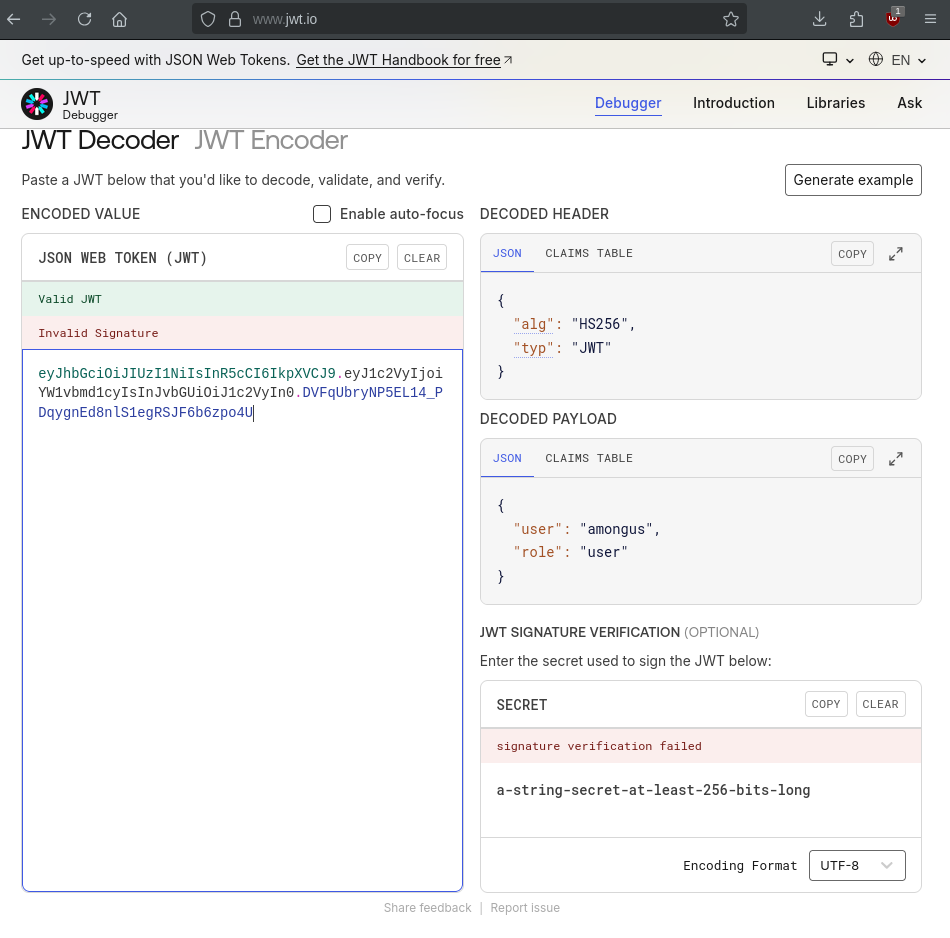 www.jwt.io
1
Get up-to-speed with JSON Web Tokens. Get the JWT Handbook for free
EN
JWT
Debugger
Debugger
Introduction
Libraries
Ask
JWT Decoder
JWT Encoder
Paste a JWT below that you'd like to decode, validate, and verify.
Generate example
ENCODED VALUE
Enable auto-focus
JSON WEB TOKEN (JWT)
COPY
CLEAR
Valid JWT
Invalid Signature
eyJhbGciOiJIUzI1NiIsInR5cCI6IkpXVCJ9.eyJ1c2VyIjoi
YW1vbmd1cyIsInJvbGUiOiJ1c2VyIn0.DVFqUbryNP5EL14_P
DqygnEd8nlS1egRSJF6b6zpo4U
DECODED HEADER
JSON
CLAIMS TABLE
COPY
{
"alg": "HS256",
"typ": "JWT"
}
DECODED PAYLOAD
JSON
CLAIMS TABLE
COPY
{
"user": "amongus",
"role": "user"
}
JWT SIGNATURE VERIFICATION (OPTIONAL)
Enter the secret used to sign the JWT below:
SECRET
COPY
CLEAR
signature verification failed
a-string-secret-at-least-256-bits-long
Encoding Format
UTF-8
Share feedback | Report issue